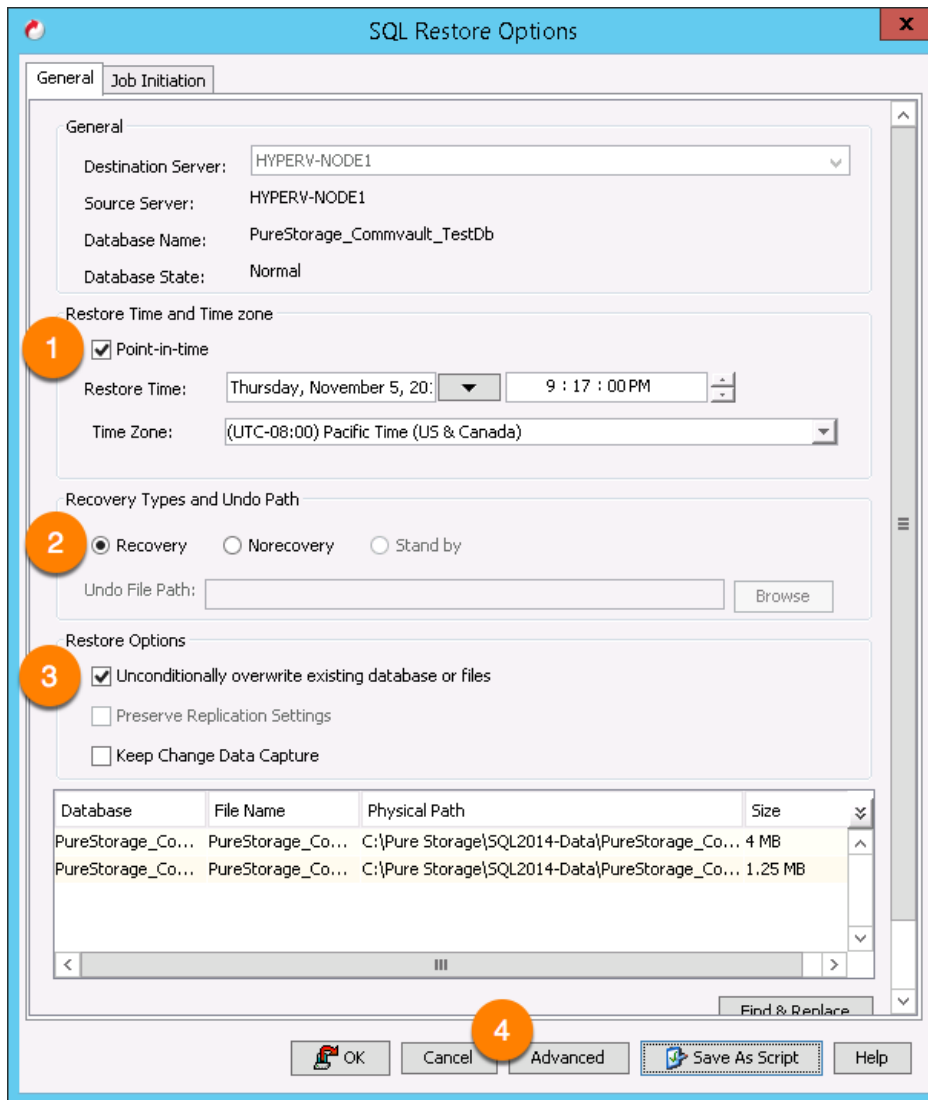 SQL Restore Options
X
General Job Initiation
General
Destination Server: HYPERV-NODE1
Source Server: HYPERV-NODE1
Database Name: PureStorage_Commvault_TestDb
Database State: Normal
Restore Time and Time zone
1 Point-in-time
Restore Time: Thursday, November 5, 20: 9 : 17 : 00 PM
Time Zone: (UTC-08:00) Pacific Time (US & Canada)
Recovery Types and Undo Path
2 Recovery Norecovery Stand by
Undo File Path: Browse
Restore Options
3 Unconditionally overwrite existing database or files
Preserve Replication Settings
Keep Change Data Capture
Database File Name Physical Path Size
PureStorage_Co... PureStorage_Co... C:\Pure Storage\SQL2014-Data\PureStorage_Co... 4 MB
PureStorage_Co... PureStorage_Co... C:\Pure Storage\SQL2014-Data\PureStorage_Co... 1.25 MB
Find & Replace
4
OK Cancel Advanced Save As Script Help